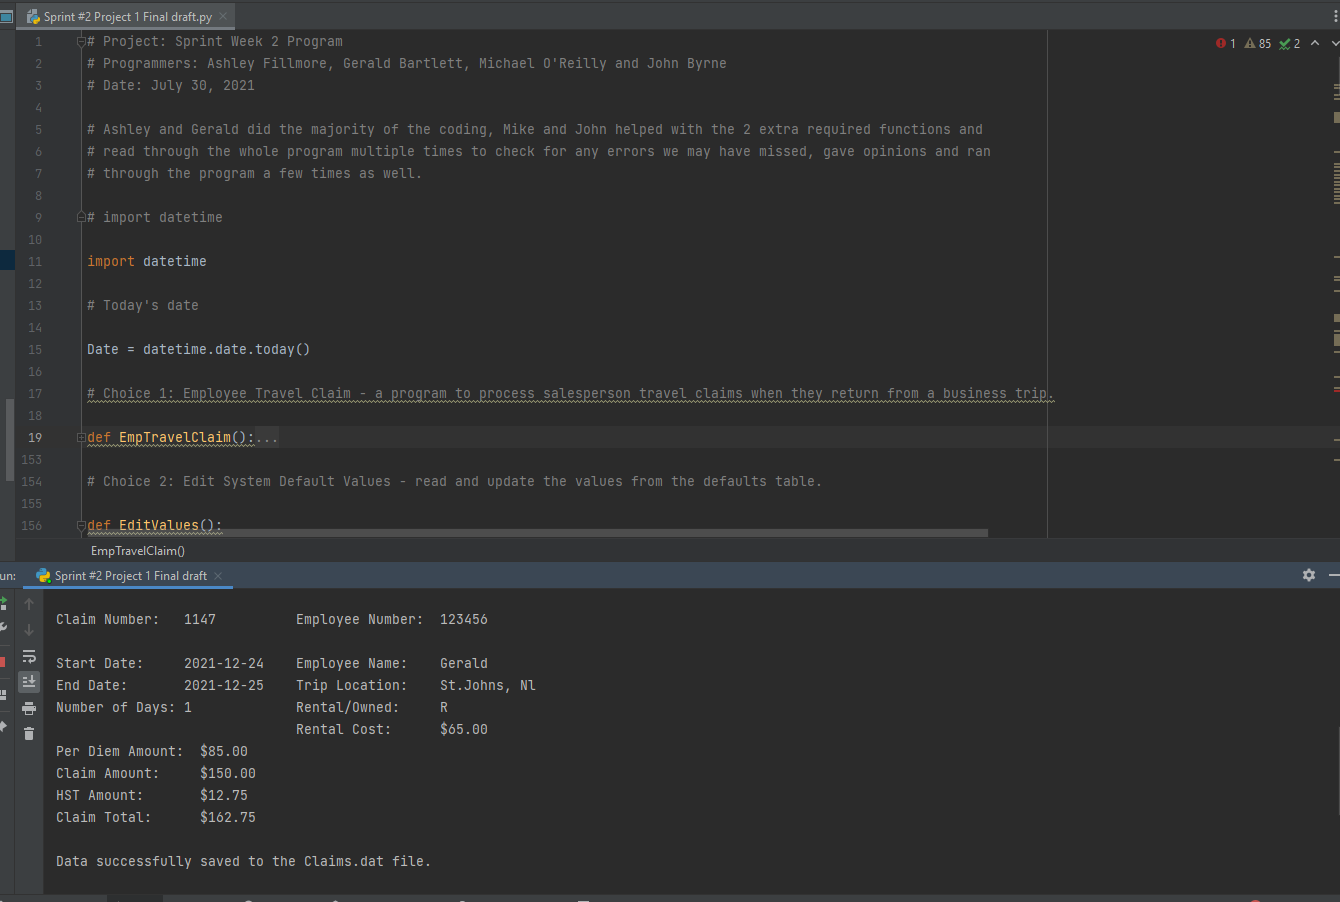 Sprint #2 Project 1 Final draft.py
1 85 2
1 # Project: Sprint Week 2 Program
2 # Programmers: Ashley Fillmore, Gerald Bartlett, Michael O'Reilly and John Byrne
3 # Date: July 30, 2021
4
5 # Ashley and Gerald did the majority of the coding, Mike and John helped with the 2 extra required functions and
6 # read through the whole program multiple times to check for any errors we may have missed, gave opinions and ran
7 # through the program a few times as well.
8
9 # import datetime
10
11 import datetime
12
13 # Today's date
14
15 Date = datetime.date.today()
16
17 # Choice 1: Employee Travel Claim - a program to process salesperson travel claims when they return from a business trip.
18
19 def EmpTravelClaim():...
153
154 # Choice 2: Edit System Default Values - read and update the values from the defaults table.
155
156 def EditValues():
EmpTravelClaim()
un: Sprint #2 Project 1 Final draft
Claim Number: 1147 Employee Number: 123456
Start Date: 2021-12-24 Employee Name: Gerald
End Date: 2021-12-25 Trip Location: St.Johns, Nl
Number of Days: 1 Rental/Owned: R
Rental Cost: $65.00
Per Diem Amount: $85.00
Claim Amount: $150.00
HST Amount: $12.75
Claim Total: $162.75
Data successfully saved to the Claims.dat file.